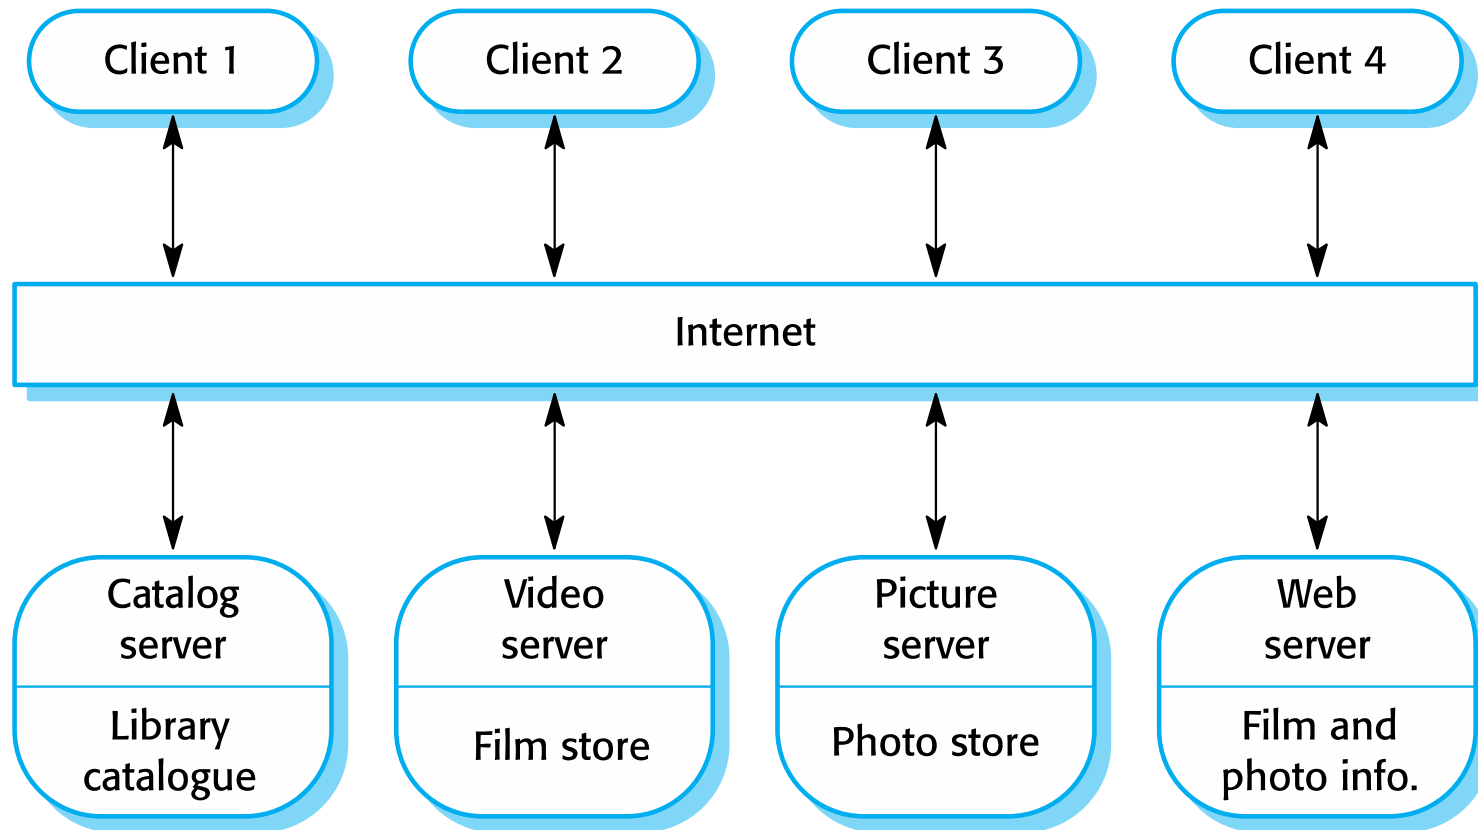 Client 1
Client 2
Client 3
Client 4
Internet
Catalog
server
Library
catalogue
Video
server
Film store
Picture
server
Photo store
Web
server
Film and
photo info.